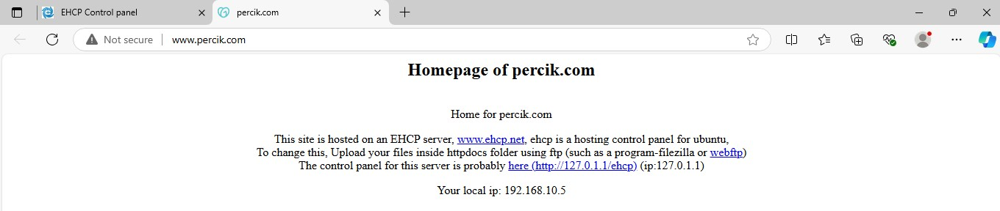 EHCP Control panel
percik.com
Not secure
www.percik.com
Homepage of percik.com
Home for percik.com
This site is hosted on an EHCP server, www.ehcp.net, ehcp is a hosting control panel for ubuntu,
To change this, Upload your files inside httpdocs folder using ftp (such as a program-filezilla or webftp)
The control panel for this server is probably here (http://127.0.1.1/ehcp) (ip:127.0.1.1)
Your local ip: 192.168.10.5